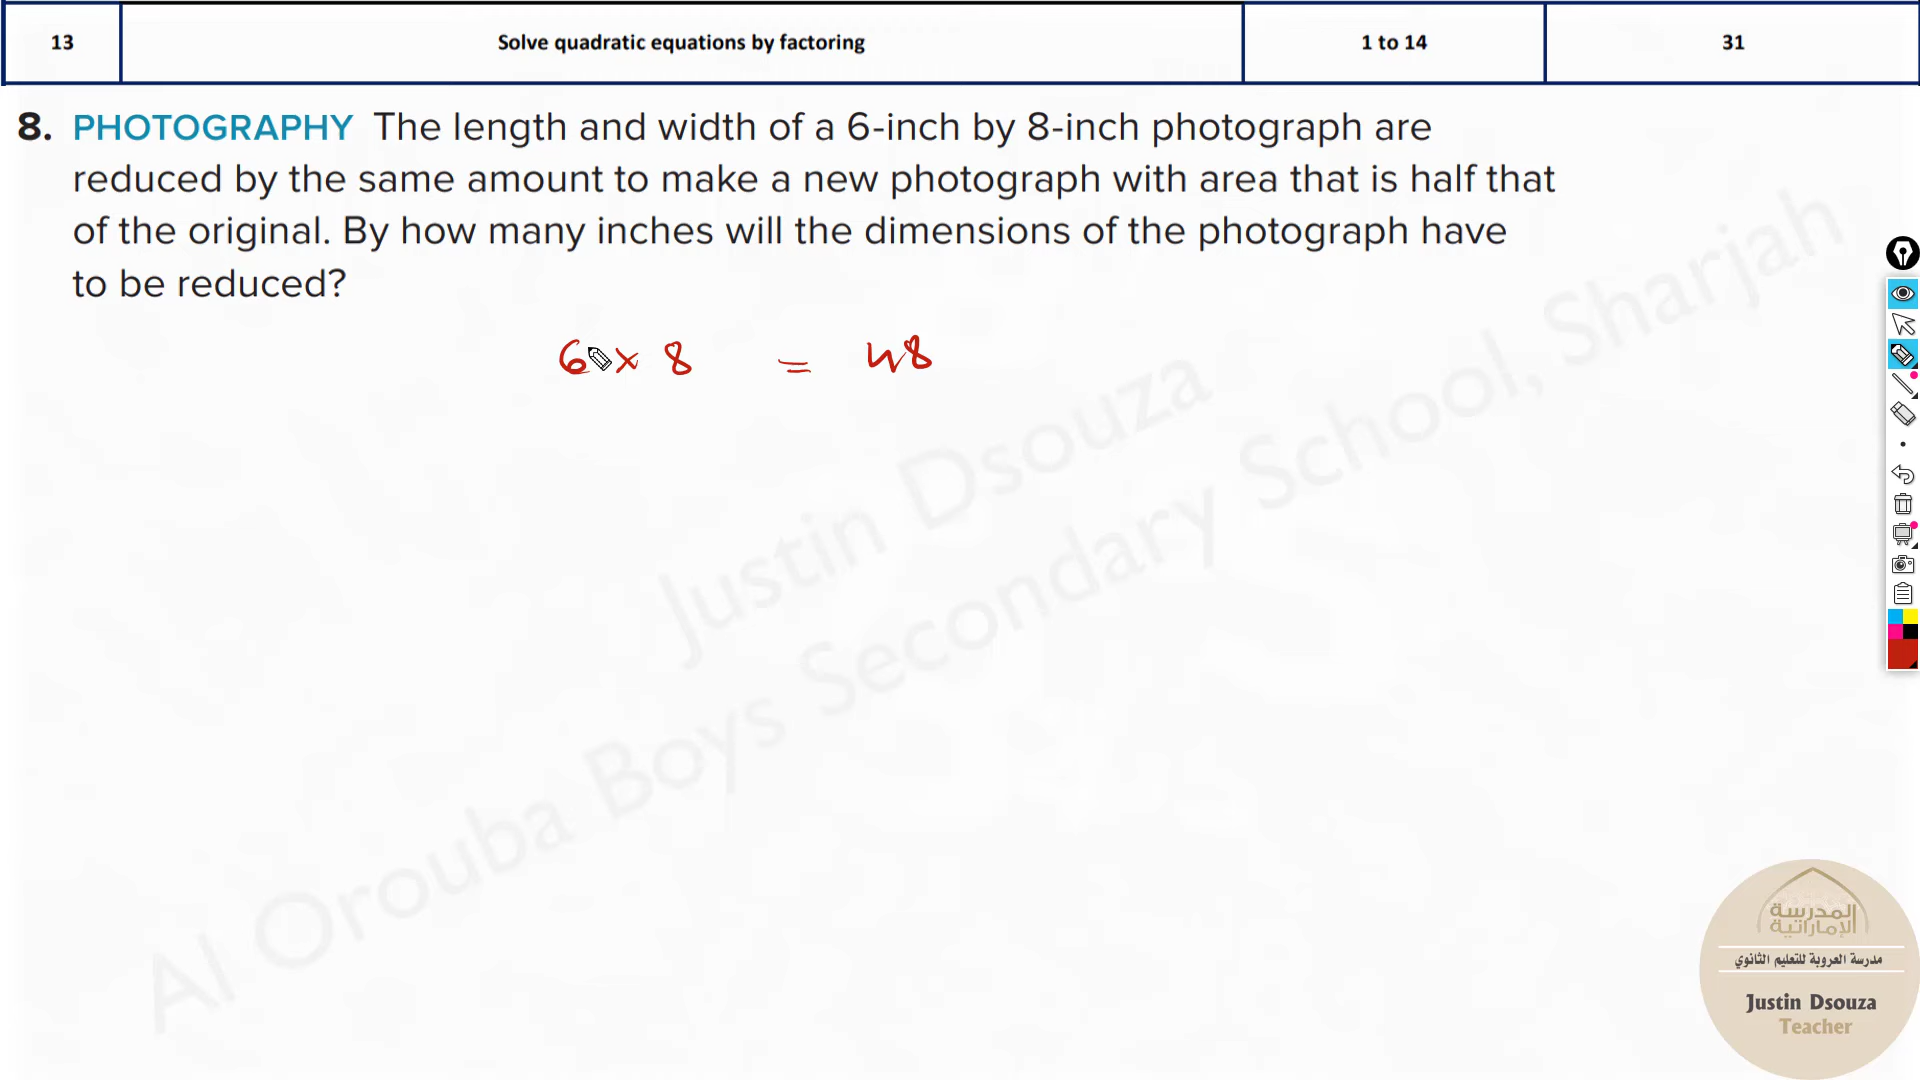 13 Solve quadratic equations by factoring 1 to 14 31
8. PHOTOGRAPHY The length and width of a 6-inch by 8-inch photograph are
reduced by the same amount to make a new photograph with area that is half that
of the original. By how many inches will the dimensions of the photograph have
to be reduced?
6 × 8 = 48
Justin Dsouza
Al Orouba Boys Secondary School, Sharjah
المدرسة
الإماراتية
مدرسة العروبة للتعليم الثانوي
Justin Dsouza
Teacher